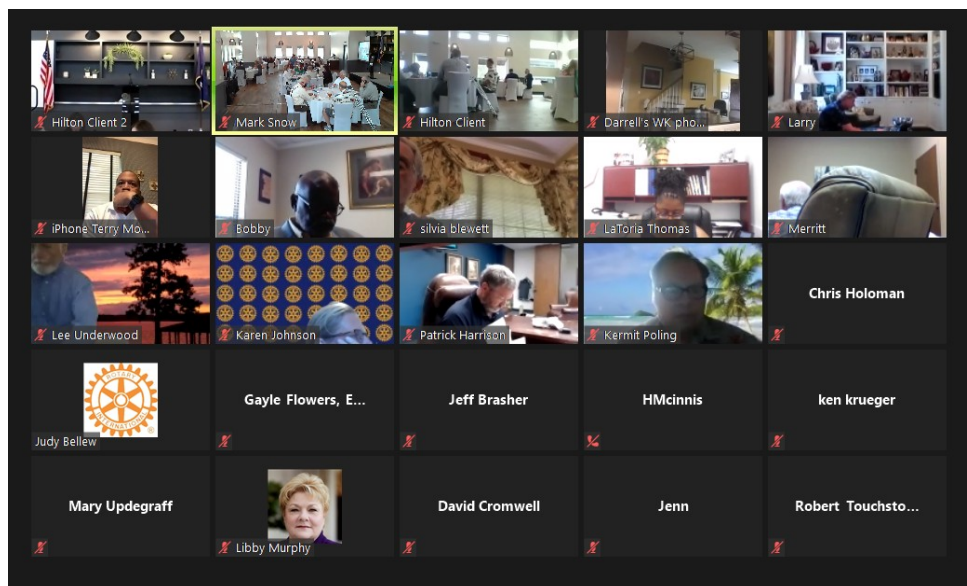 Hilton Client 2
Mark Snow
Hilton Client
Darrell's WK pho...
Larry
iPhone Terry Mo...
Bobby
silvia blewett
LaToria Thomas
Merritt
Lee Underwood
Karen Johnson
Patrick Harrison
Kermit Poling
Chris Holoman
ROTARY
INTERNATIONAL
Judy Bellew
Gayle Flowers, E...
Jeff Brasher
HMcinnis
ken krueger
Mary Updegraff
Libby Murphy
David Cromwell
Jenn
Robert Touchsto...